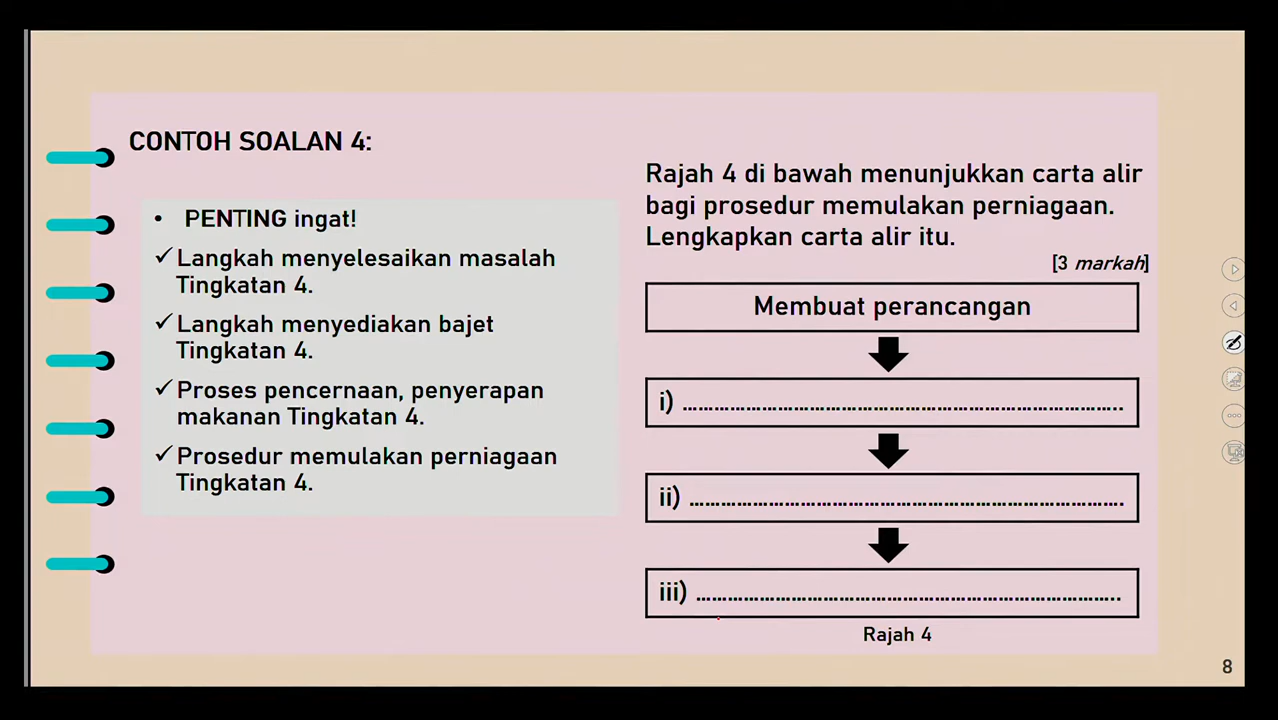 CONTOH SOALAN 4:
• PENTING ingat!
✓Langkah menyelesaikan masalah
Tingkatan 4.
✓Langkah menyediakan bajet
Tingkatan 4.
✓Proses pencernaan, penyerapan
makanan Tingkatan 4.
✓Prosedur memulakan perniagaan
Tingkatan 4.
Rajah 4 di bawah menunjukkan carta alir
bagi prosedur memulakan perniagaan.
Lengkapkan carta alir itu.
[3 markah]
Membuat perancangan
i) ……………………………………………………………..
ii) …………………………………………………………….
iii) …………………………………………………………..
Rajah 4
8